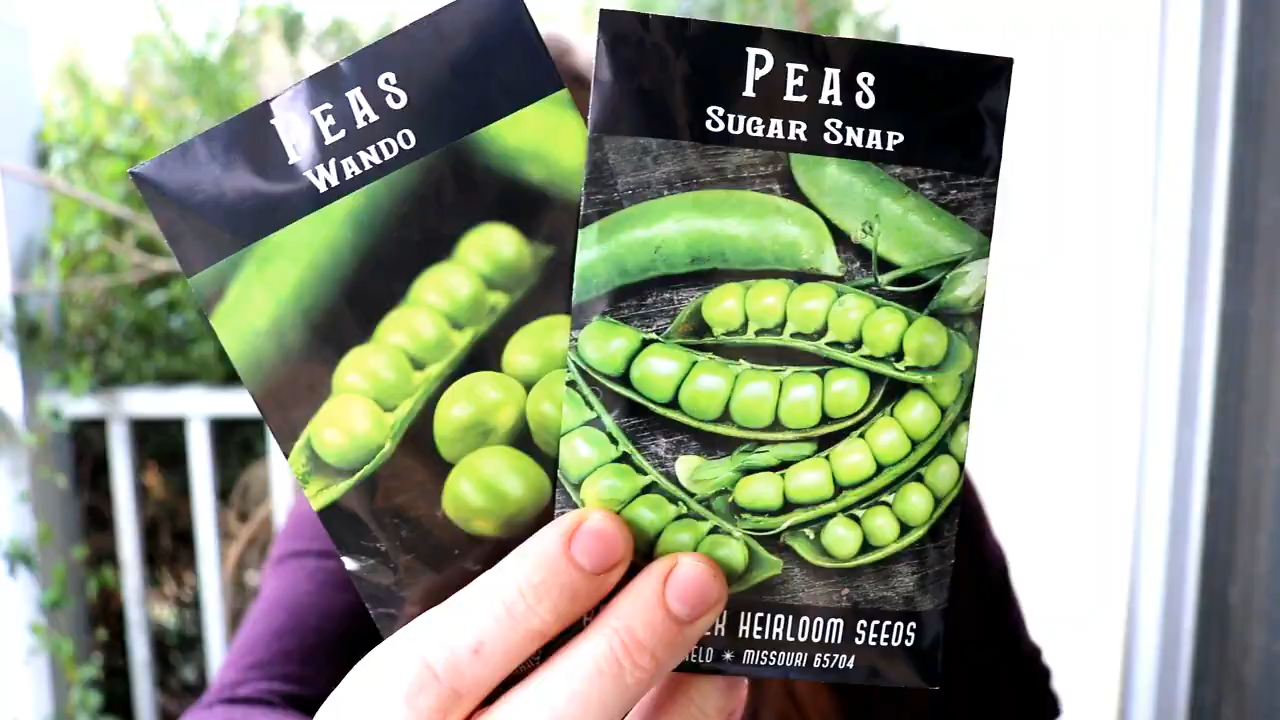 PEAS
WANDO
PEAS
SUGAR SNAP
HEIRLOOM SEEDS
MISSOURI 65704